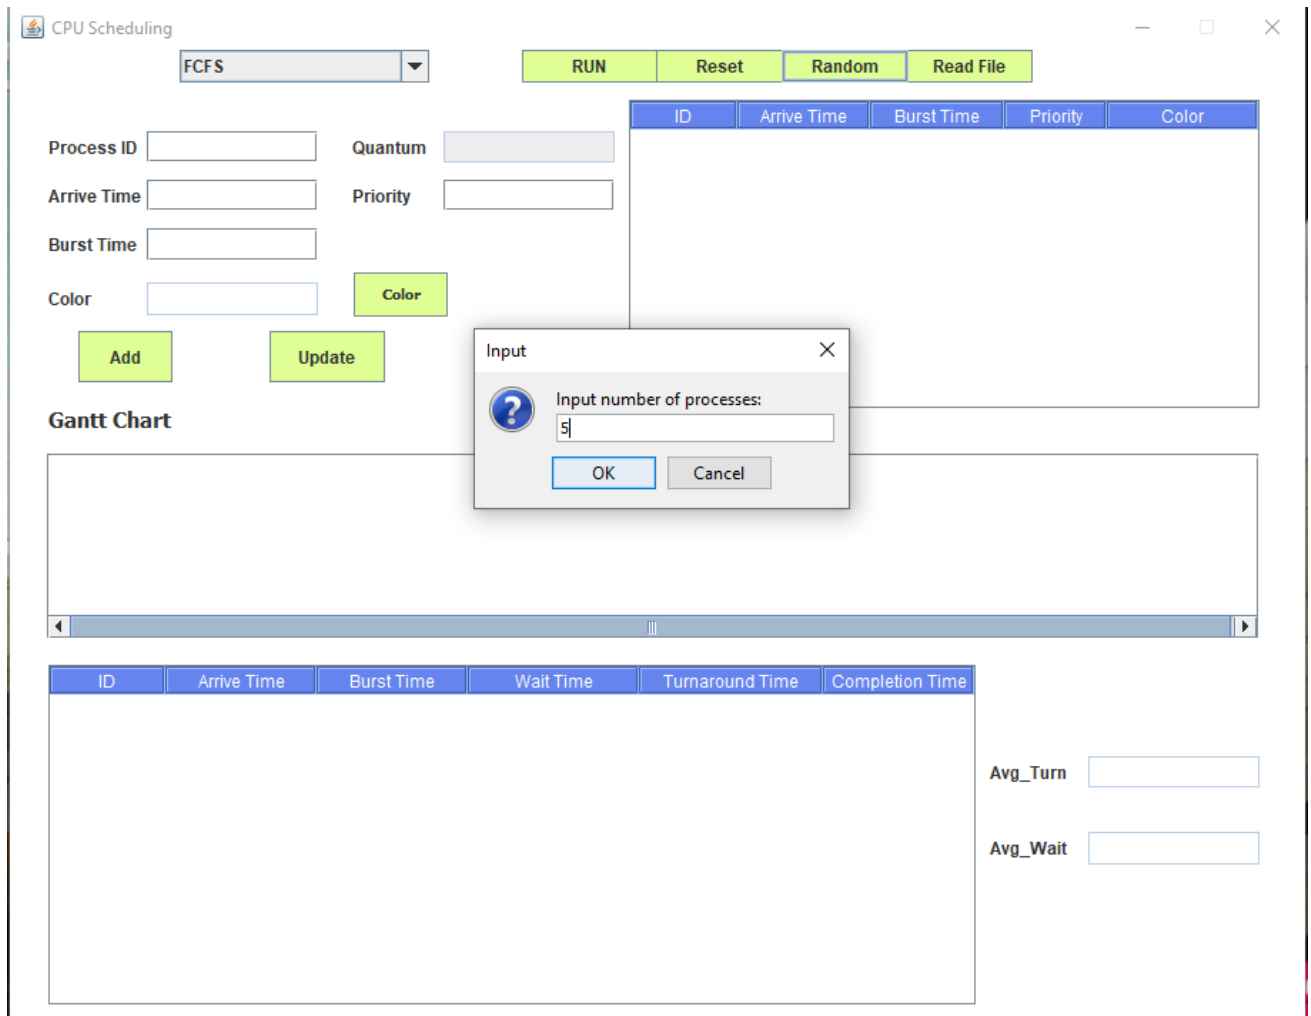 CPU Scheduling
FCFS
RUN Reset Random Read File
ID Arrive Time Burst Time Priority Color
Process ID Quantum
Arrive Time Priority
Burst Time
Color Color
Add Update
Input
Input number of processes:
5
OK Cancel
Gantt Chart
ID Arrive Time Burst Time Wait Time Turnaround Time Completion Time
Avg_Turn
Avg_Wait